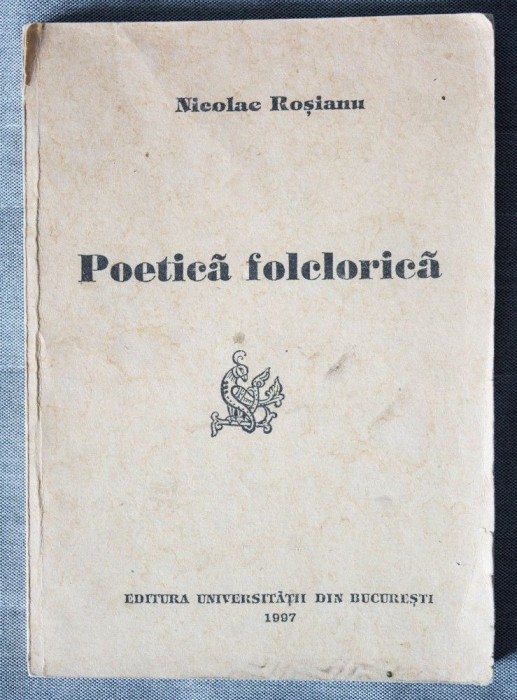 Nicolae Roșianu
Poetică folclorică
EDITURA UNIVERSITĂȚII DIN BUCUREȘTI
1997